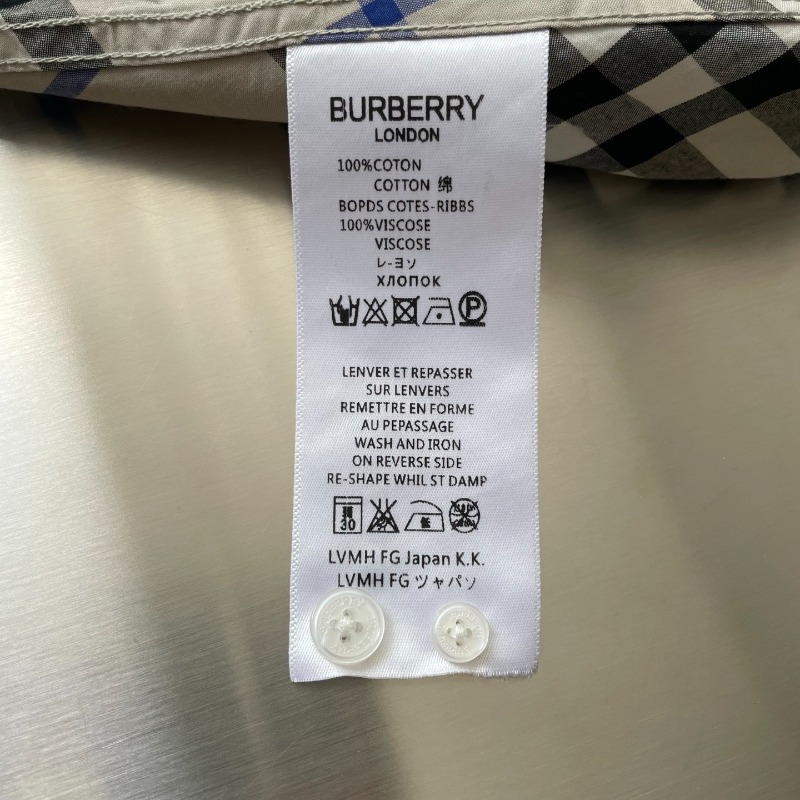 BURBERRY
LONDON
100%COTON
COTTON 绵
BOPDS COTES-RIBBS
100%VISCOSE
VISCOSE
レ-ヨソ
ХЛОПОК
P
LENVER ET REPASSER
SUR LENVERS
REMETTRE EN FORME
AU PEPASSAGE
WASH AND IRON
ON REVERSE SIDE
RE-SHAPE WHIL ST DAMP
30
低
LVMH FG Japan K.K.
LVMH FG ツャパソ